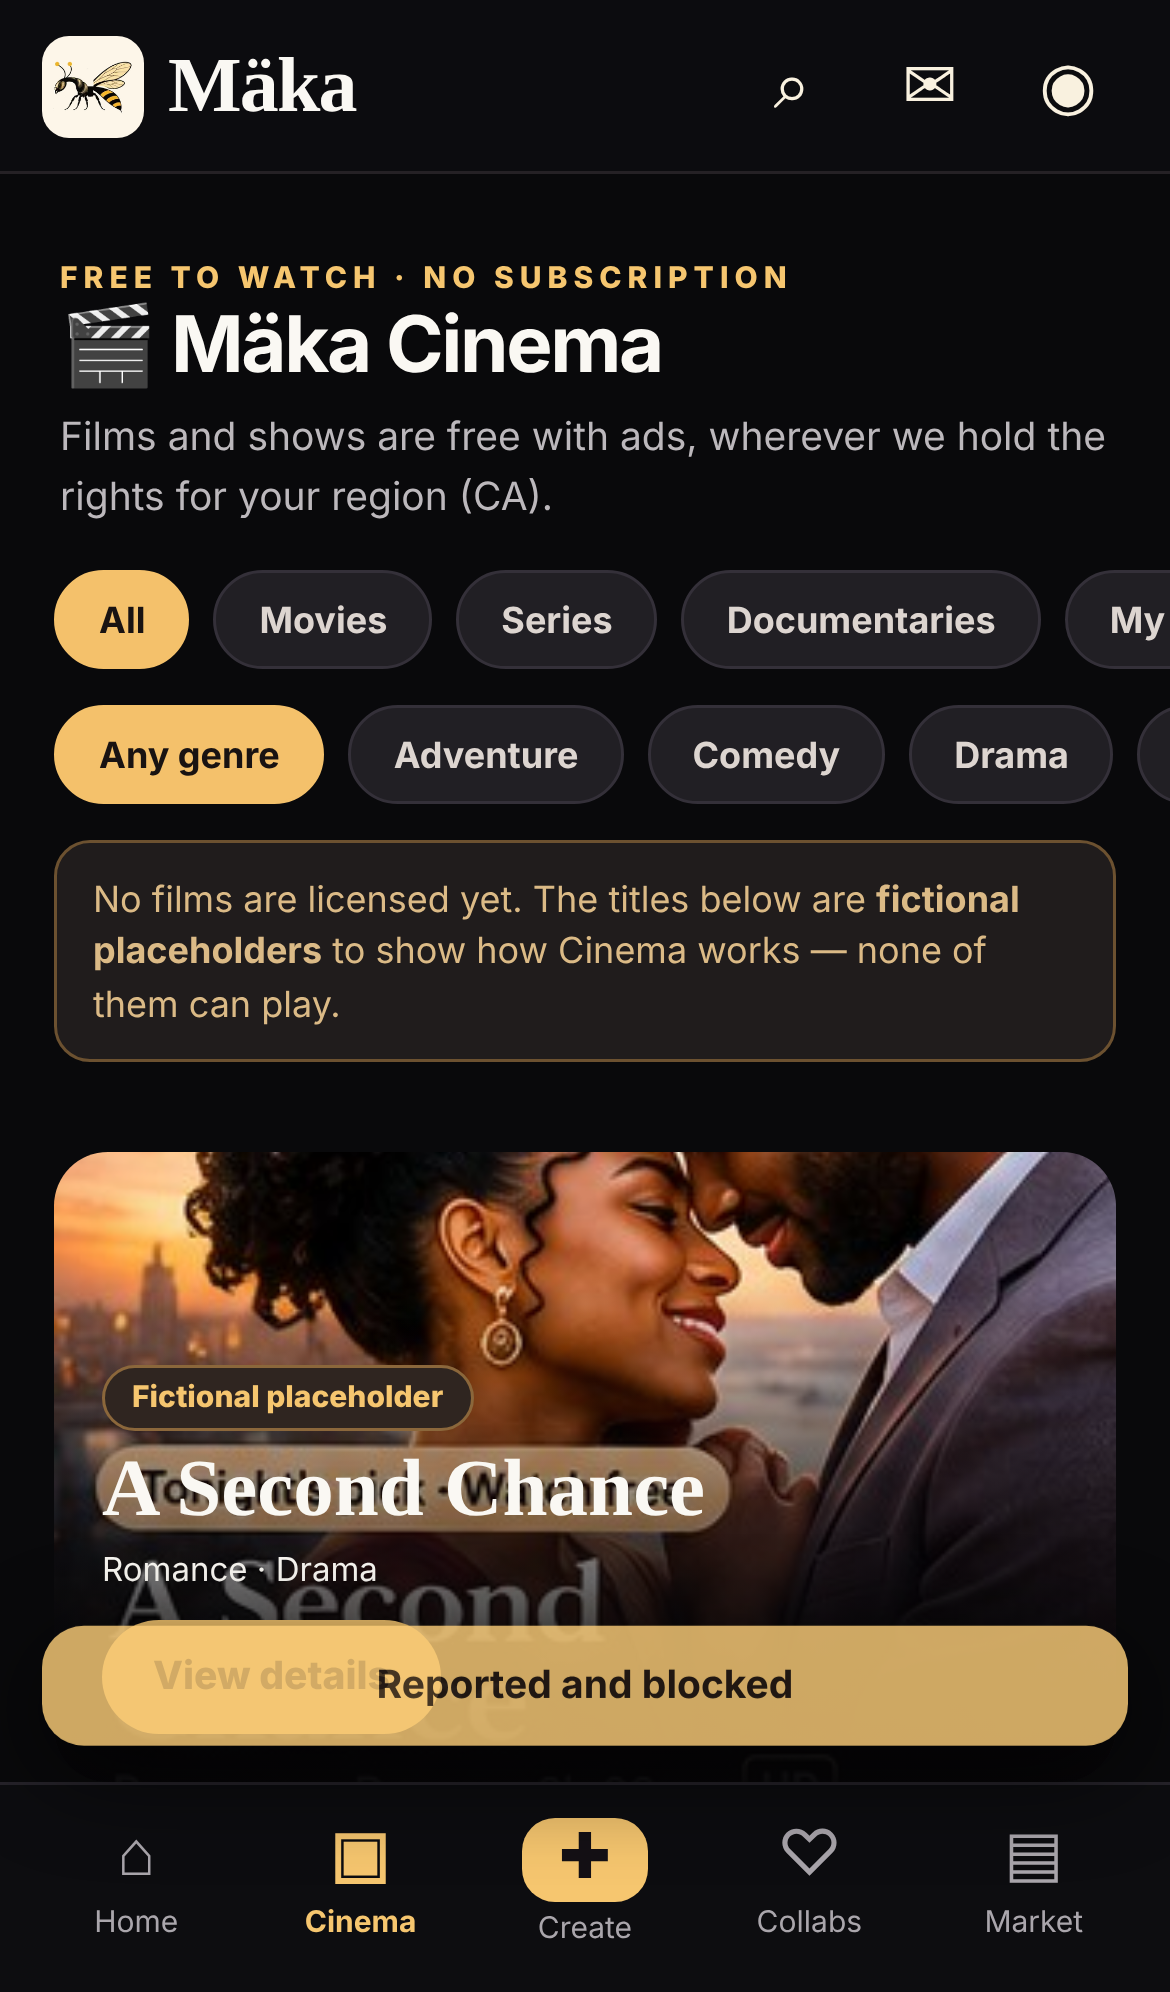 Mäka
FREE TO WATCH · NO SUBSCRIPTION
Mäka Cinema
Films and shows are free with ads, wherever we hold the
rights for your region (CA).
All Movies Series Documentaries My
Any genre Adventure Comedy Drama
No films are licensed yet. The titles below are fictional
placeholders to show how Cinema works — none of
them can play.
Fictional placeholder
A Second Chance
Romance · Drama
A Second
View details
Reported and blocked
HD
Home Cinema Create Collabs Market